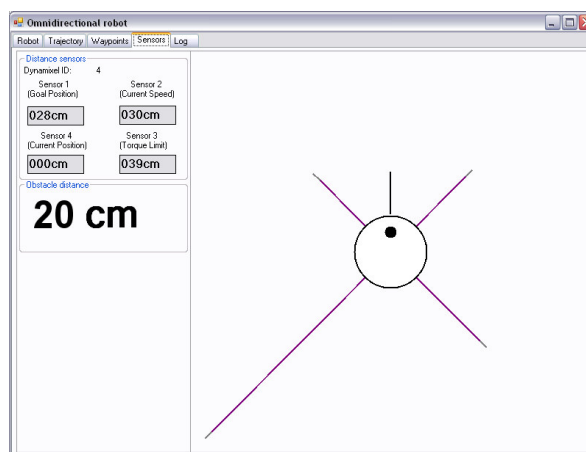 Omnidirectional robot
Robot Trajectory Waypoints Sensors Log
Distance sensors
Dynamixel ID: 4
Sensor 1 Sensor 2
(Goal Position) (Current Speed)
028cm 030cm
Sensor 4 Sensor 3
(Current Position) (Torque Limit)
000cm 039cm
Obstacle distance
20 cm